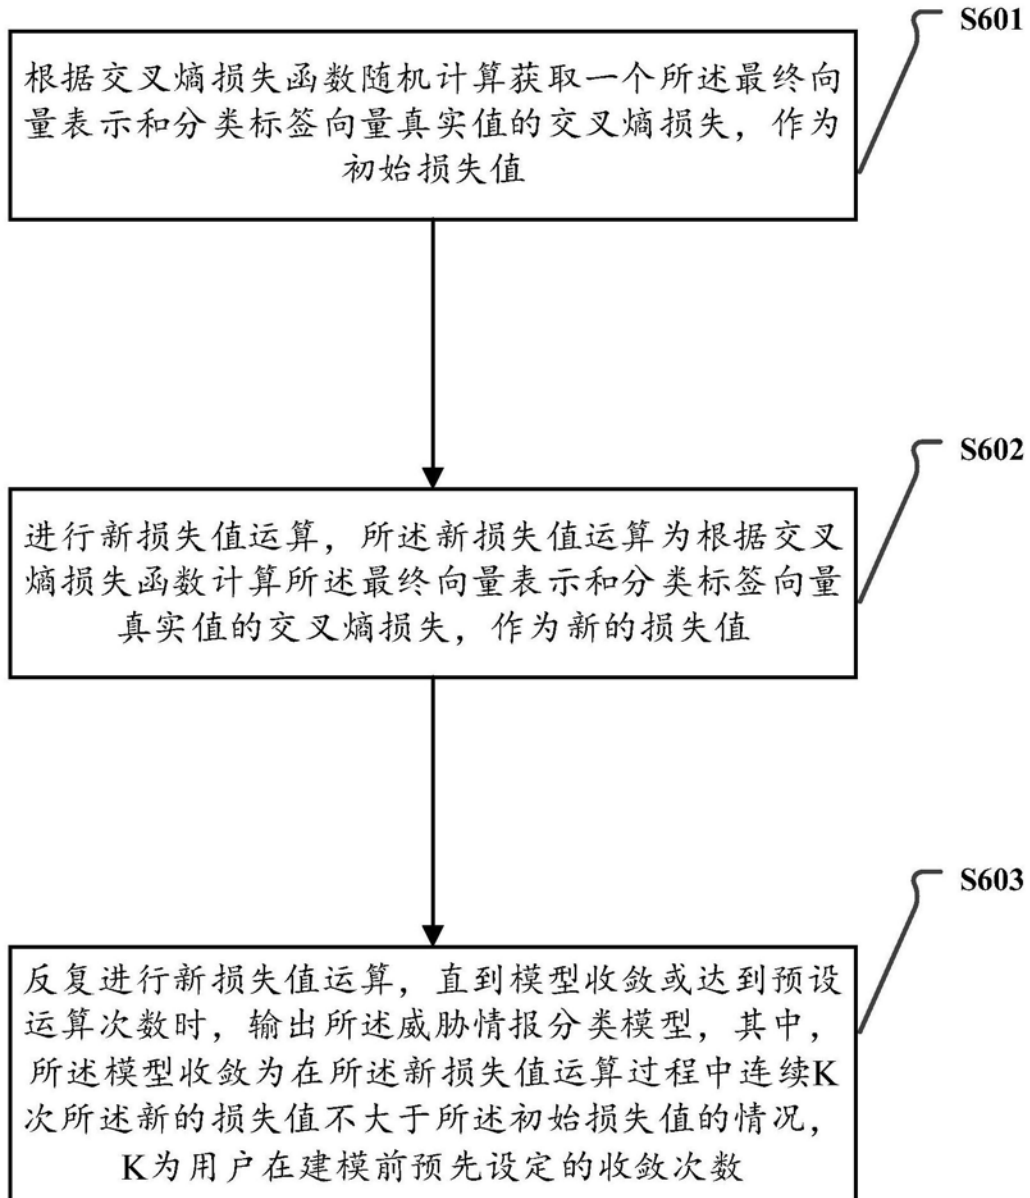 S601
根据交叉熵损失函数随机计算获取一个所述最终向
量表示和分类标签向量真实值的交叉熵损失，作为
初始损失值
S602
进行新损失值运算，所述新损失值运算为根据交叉
熵损失函数计算所述最终向量表示和分类标签向量
真实值的交叉熵损失，作为新的损失值
S603
反复进行新损失值运算，直到模型收敛或达到预设
运算次数时，输出所述威胁情报分类模型，其中，
所述模型收敛为在所述新损失值运算过程中连续K
次所述新的损失值不大于所述初始损失值的情况，
K为用户在建模前预先设定的收敛次数